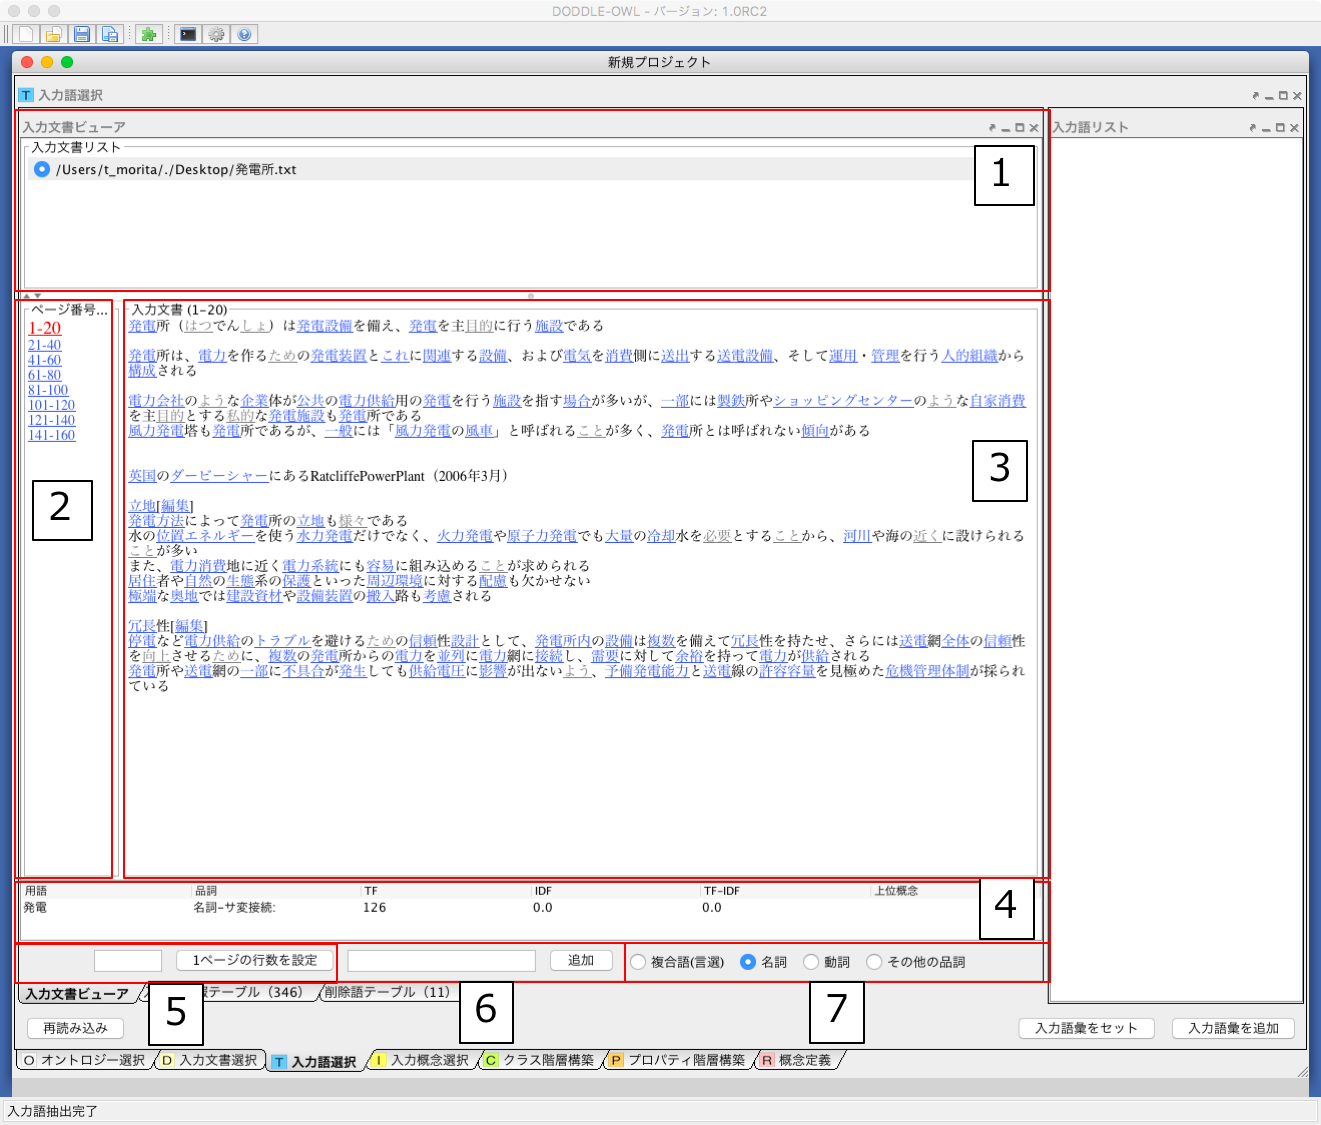 DODDLE-OWL - バージョン: 1.0RC2
新規プロジェクト
T 入力語選択
入力文書ビューア
入力語リスト
入力文書リスト
/Users/t_morita/./Desktop/発電所.txt
1
ページ番号...
1-20
21-40
41-60
61-80
81-100
101-120
121-140
141-160
2
入力文書 (1-20)
発電所（はつでんしょ）は発電設備を備え、発電を主目的に行う施設である
発電所は、電力を作るための発電装置とこれに関連する設備、および電気を消費側に送出する送電設備、そして運用・管理を行う人的組織から
構成される
電力会社のような企業体が公共の電力供給用の発電を行う施設を指す場合が多いが、一部には製鉄所やショッピングセンターのような自家消費
を主目的とする私的な発電施設も発電所である
風力発電塔も発電所であるが、一般には「風力発電の風車」と呼ばれることが多く、発電所とは呼ばれない傾向がある
英国のダービーシャーにあるRatcliffePowerPlant（2006年3月）
立地[編集]
発電方法によって発電所の立地も様々である
水の位置エネルギーを使う水力発電だけでなく、火力発電や原子力発電でも大量の冷却水を必要とすることから、河川や海の近くに設けられる
ことが多い
また、電力消費地に近く電力系統にも容易に組み込めることが求められる
居住者や自然の生態系の保護といった周辺環境に対する配慮も欠かせない
極端な奥地では建設資材や設備装置の搬入路も考慮される
冗長性[編集]
停電など電力供給のトラブルを避けるための信頼性設計として、発電所内の設備は複数を備えて冗長性を持たせ、さらには送電網全体の信頼性
を向上させるために、複数の発電所からの電力を並列に電力網に接続し、需要に対して余裕を持って電力が供給される
発電所や送電網の一部に不具合が発生しても供給電圧に影響が出ないよう、予備発電能力と送電線の許容容量を見極めた危機管理体制が採られ
ている
3
用語 品詞 TF IDF TF-IDF 上位概念
発電 名詞-サ変接続: 126 0.0 0.0
4
1ページの行数を設定 追加 複合語(言選) 名詞 動詞 その他の品詞
入力文書ビューア 報テーブル（346） 削除語テーブル（11）
5
6
7
再読み込み 入力語彙をセット 入力語彙を追加
O オントロジー選択 D 入力文書選択 T 入力語選択 I 入力概念選択 C クラス階層構築 P プロパティ階層構築 R 概念定義
入力語抽出完了